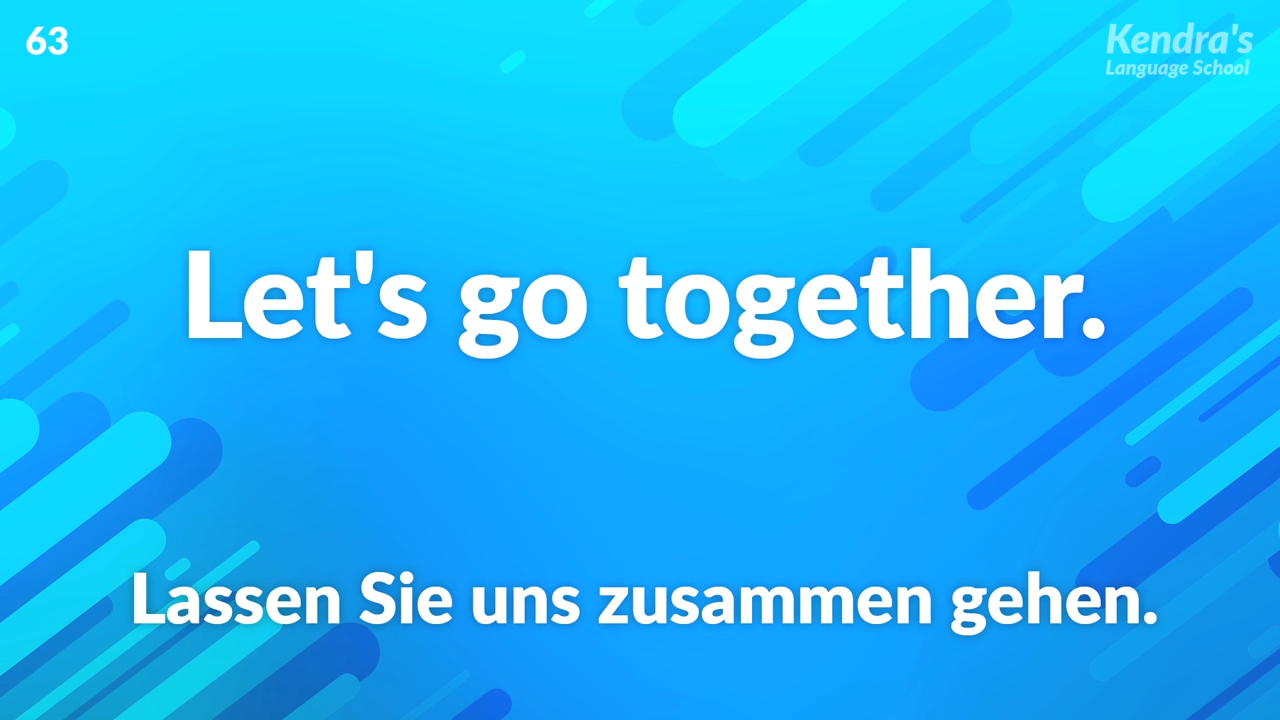 63
Kendra's
Language School
Let's go together.
Lassen Sie uns zusammen gehen.